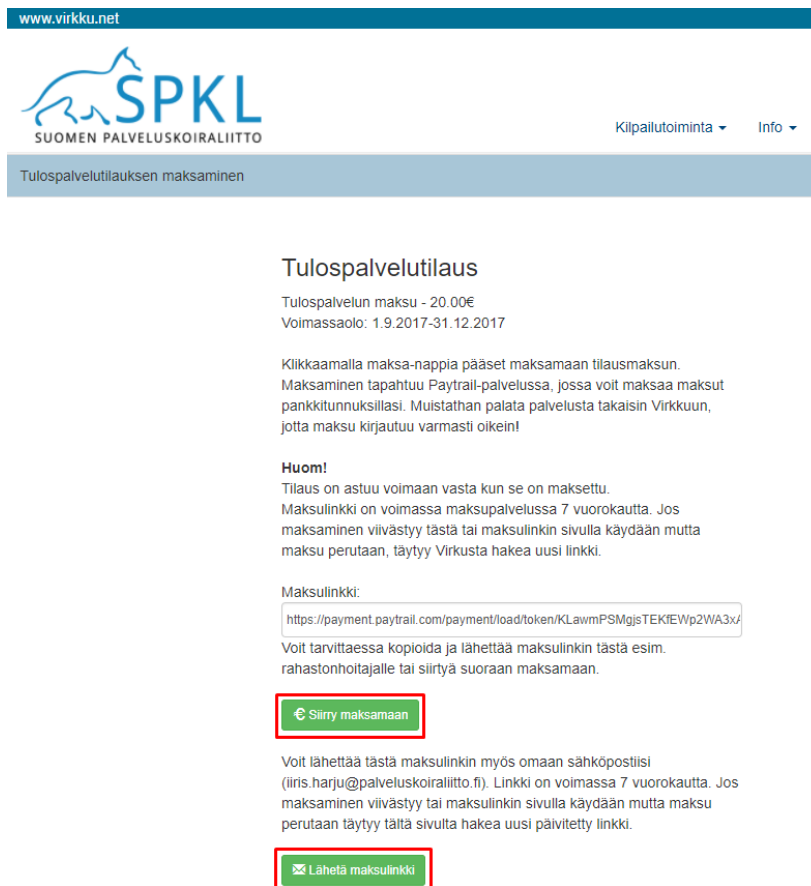 www.virkku.net
SPKL
SUOMEN PALVELUSKOIRALIITTO
Kilpailutoiminta Info
Tulospalvelutilauksen maksaminen
Tulospalvelutilaus
Tulospalvelun maksu - 20.00€
Voimassaolo: 1.9.2017-31.12.2017
Klikkaamalla maksa-nappia pääset maksamaan tilausmaksun.
Maksaminen tapahtuu Paytrail-palvelussa, jossa voit maksaa maksut
pankkitunnuksillasi. Muistathan palata palvelusta takaisin Virkkuun,
jotta maksu kirjautuu varmasti oikein!
Huom!
Tilaus on astuu voimaan vasta kun se on maksettu.
Maksulinkki on voimassa maksupalvelussa 7 vuorokautta. Jos
maksaminen viivästyy tästä tai maksulinkin sivulla käydään mutta
maksu perutaan, täytyy Virkusta hakea uusi linkki.
Maksulinkki:
https://payment.paytrail.com/payment/load/token/KLawmPSMgjsTEKfEWp2WA3xA
Voit tarvittaessa kopioida ja lähettää maksulinkin tästä esim.
rahastonhoitajalle tai siirtyä suoraan maksamaan.
€ Siirry maksamaan
Voit lähettää tästä maksulinkin myös omaan sähköpostiisi
(iiris.harju@palveluskoiraliitto.fi). Linkki on voimassa 7 vuorokautta. Jos
maksaminen viivästyy tai maksulinkin sivulla käydään mutta maksu
perutaan täytyy tältä sivulta hakea uusi päivitetty linkki.
Lähetä maksulinkki